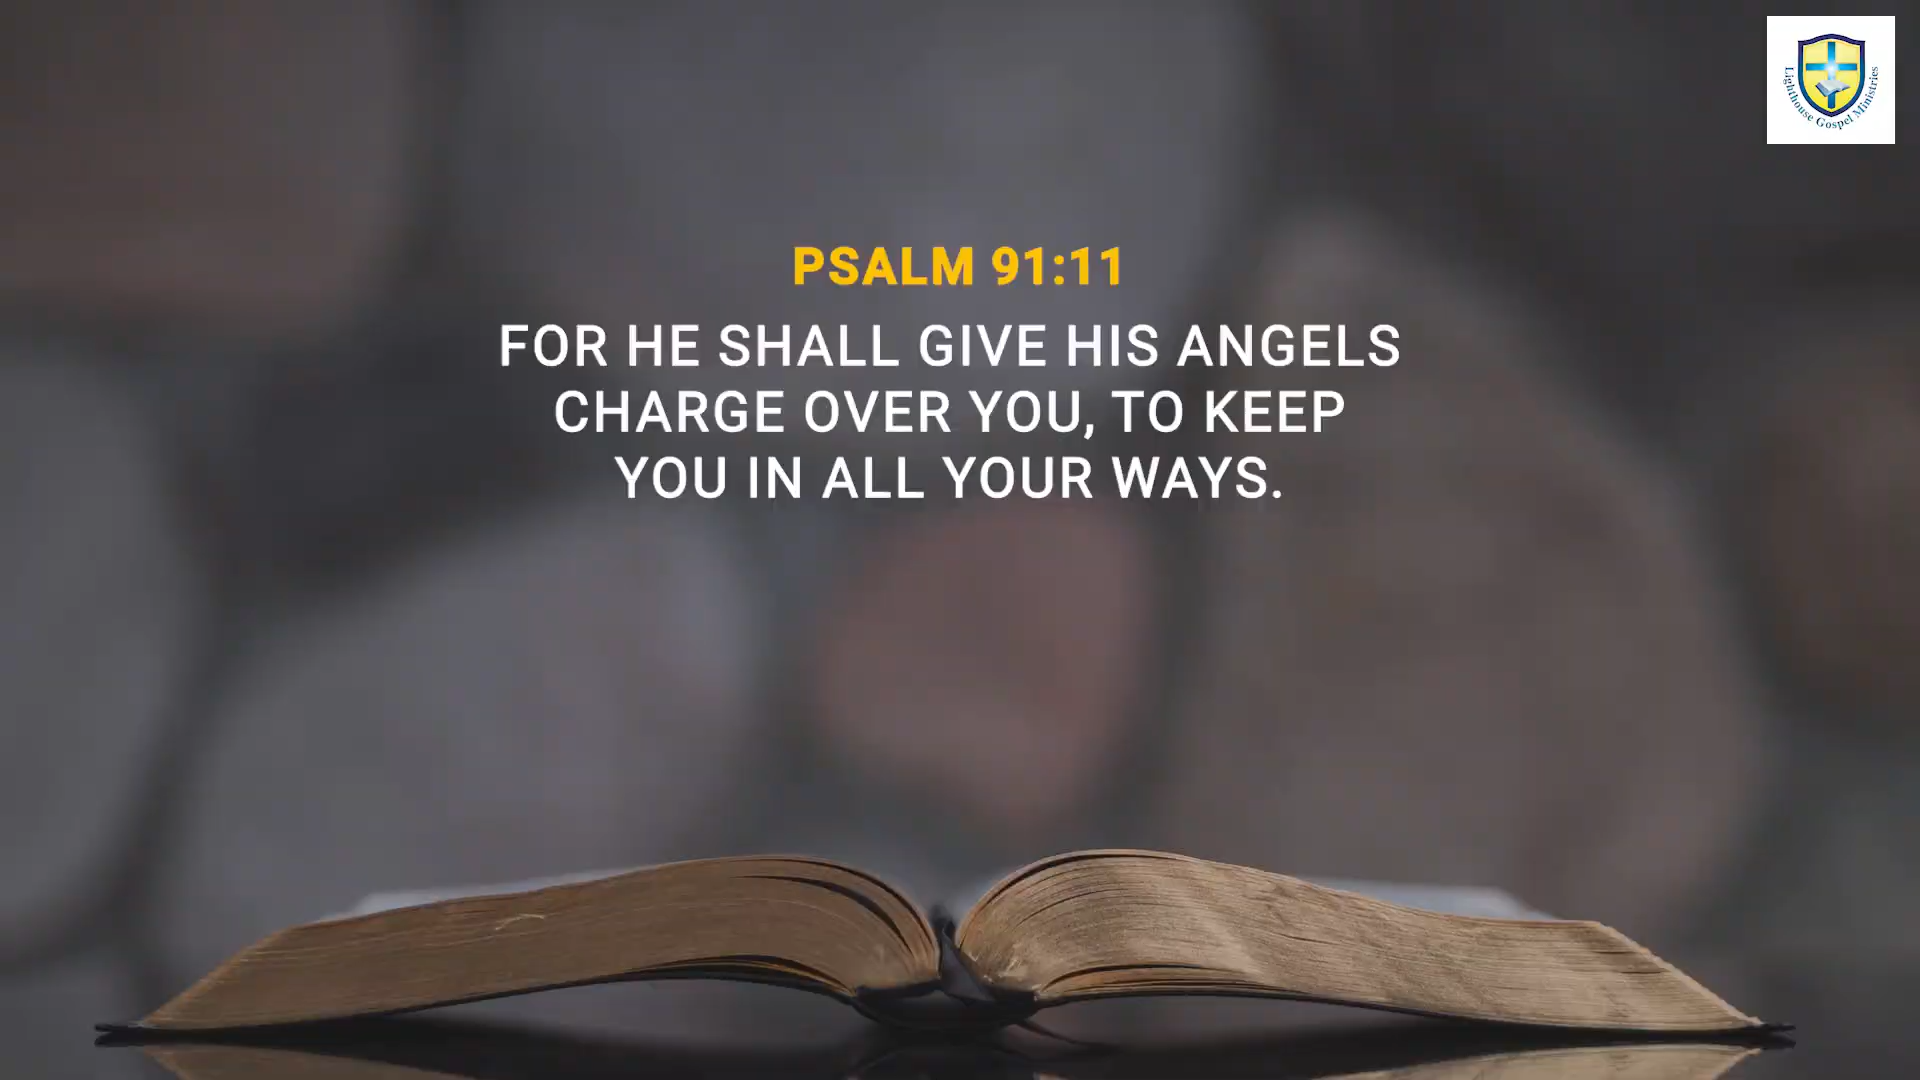 Lighthouse Gospel Ministries
PSALM 91:11
FOR HE SHALL GIVE HIS ANGELS
CHARGE OVER YOU, TO KEEP
YOU IN ALL YOUR WAYS.